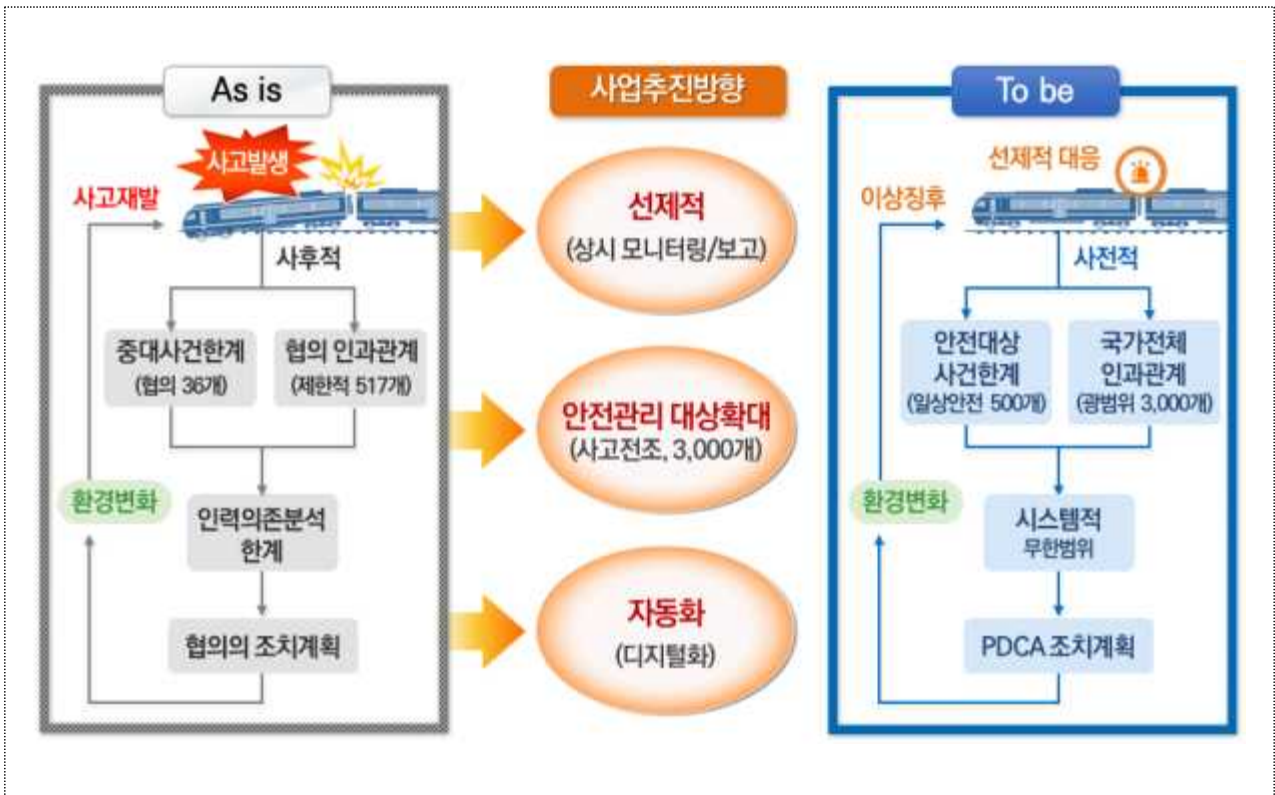 As is
사고발생
사고재발
사후적
중대사건한계
(협의 36개)
협의 인과관계
(제한적 517개)
환경변화
인력의존분석
한계
협의의 조치계획
사업추진방향
선제적
(상시 모니터링/보고)
안전관리 대상확대
(사고전조, 3,000개)
자동화
(디지털화)
To be
선제적 대응
이상징후
사전적
안전대상
사건한계
(일상안전 500개)
국가전체
인과관계
(광범위 3,000개)
환경변화
시스템적
무한범위
PDCA 조치계획